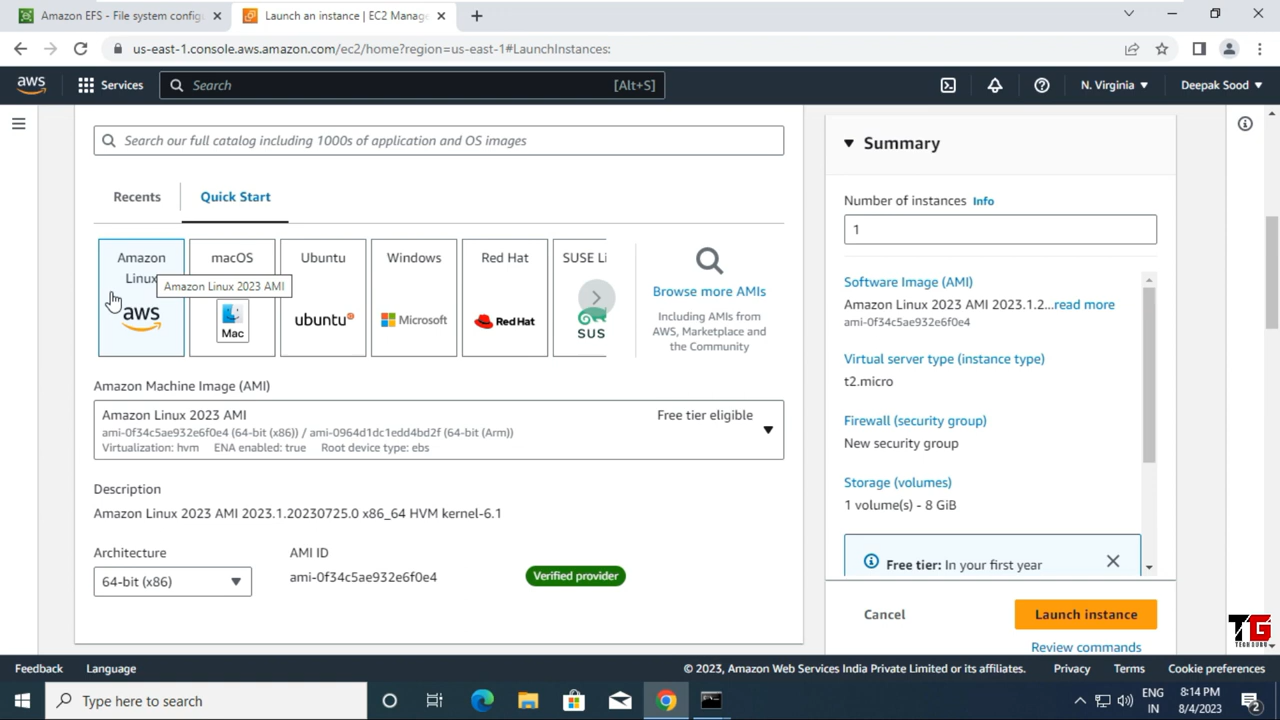 Amazon EFS - File system config
Launch an instance | EC2 Manag
us-east-1.console.aws.amazon.com/ec2/home?region=us-east-1#LaunchInstances:
aws
Services
Search
[Alt+S]
N. Virginia
Deepak Sood
Search our full catalog including 1000s of application and OS images
Recents
Quick Start
Amazon
Linux
aws
Amazon Linux 2023 AMI
macOS
Mac
Ubuntu
ubuntu
Windows
Microsoft
Red Hat
Red Hat
SUSE Li
SUS
Browse more AMIs
Including AMIs from
AWS, Marketplace and
the Community
Amazon Machine Image (AMI)
Amazon Linux 2023 AMI
Free tier eligible
ami-0f34c5ae932e6f0e4 (64-bit (x86)) / ami-0964d1dc1edd4bd2f (64-bit (Arm))
Virtualization: hvm ENA enabled: true Root device type: ebs
Description
Amazon Linux 2023 AMI 2023.1.20230725.0 x86_64 HVM kernel-6.1
Architecture
64-bit (x86)
AMI ID
ami-0f34c5ae932e6f0e4
Verified provider
Summary
Number of instances Info
1
Software Image (AMI)
Amazon Linux 2023 AMI 2023.1.2...read more
ami-0f34c5ae932e6f0e4
Virtual server type (instance type)
t2.micro
Firewall (security group)
New security group
Storage (volumes)
1 volume(s) - 8 GiB
Free tier: In your first year
Cancel
Launch instance
Review commands
TG
TECH GURU
Feedback
Language
© 2023, Amazon Web Services India Private Limited or its affiliates.
Privacy
Terms
Cookie preferences
Type here to search
ENG
IN
8:14 PM
8/4/2023
2